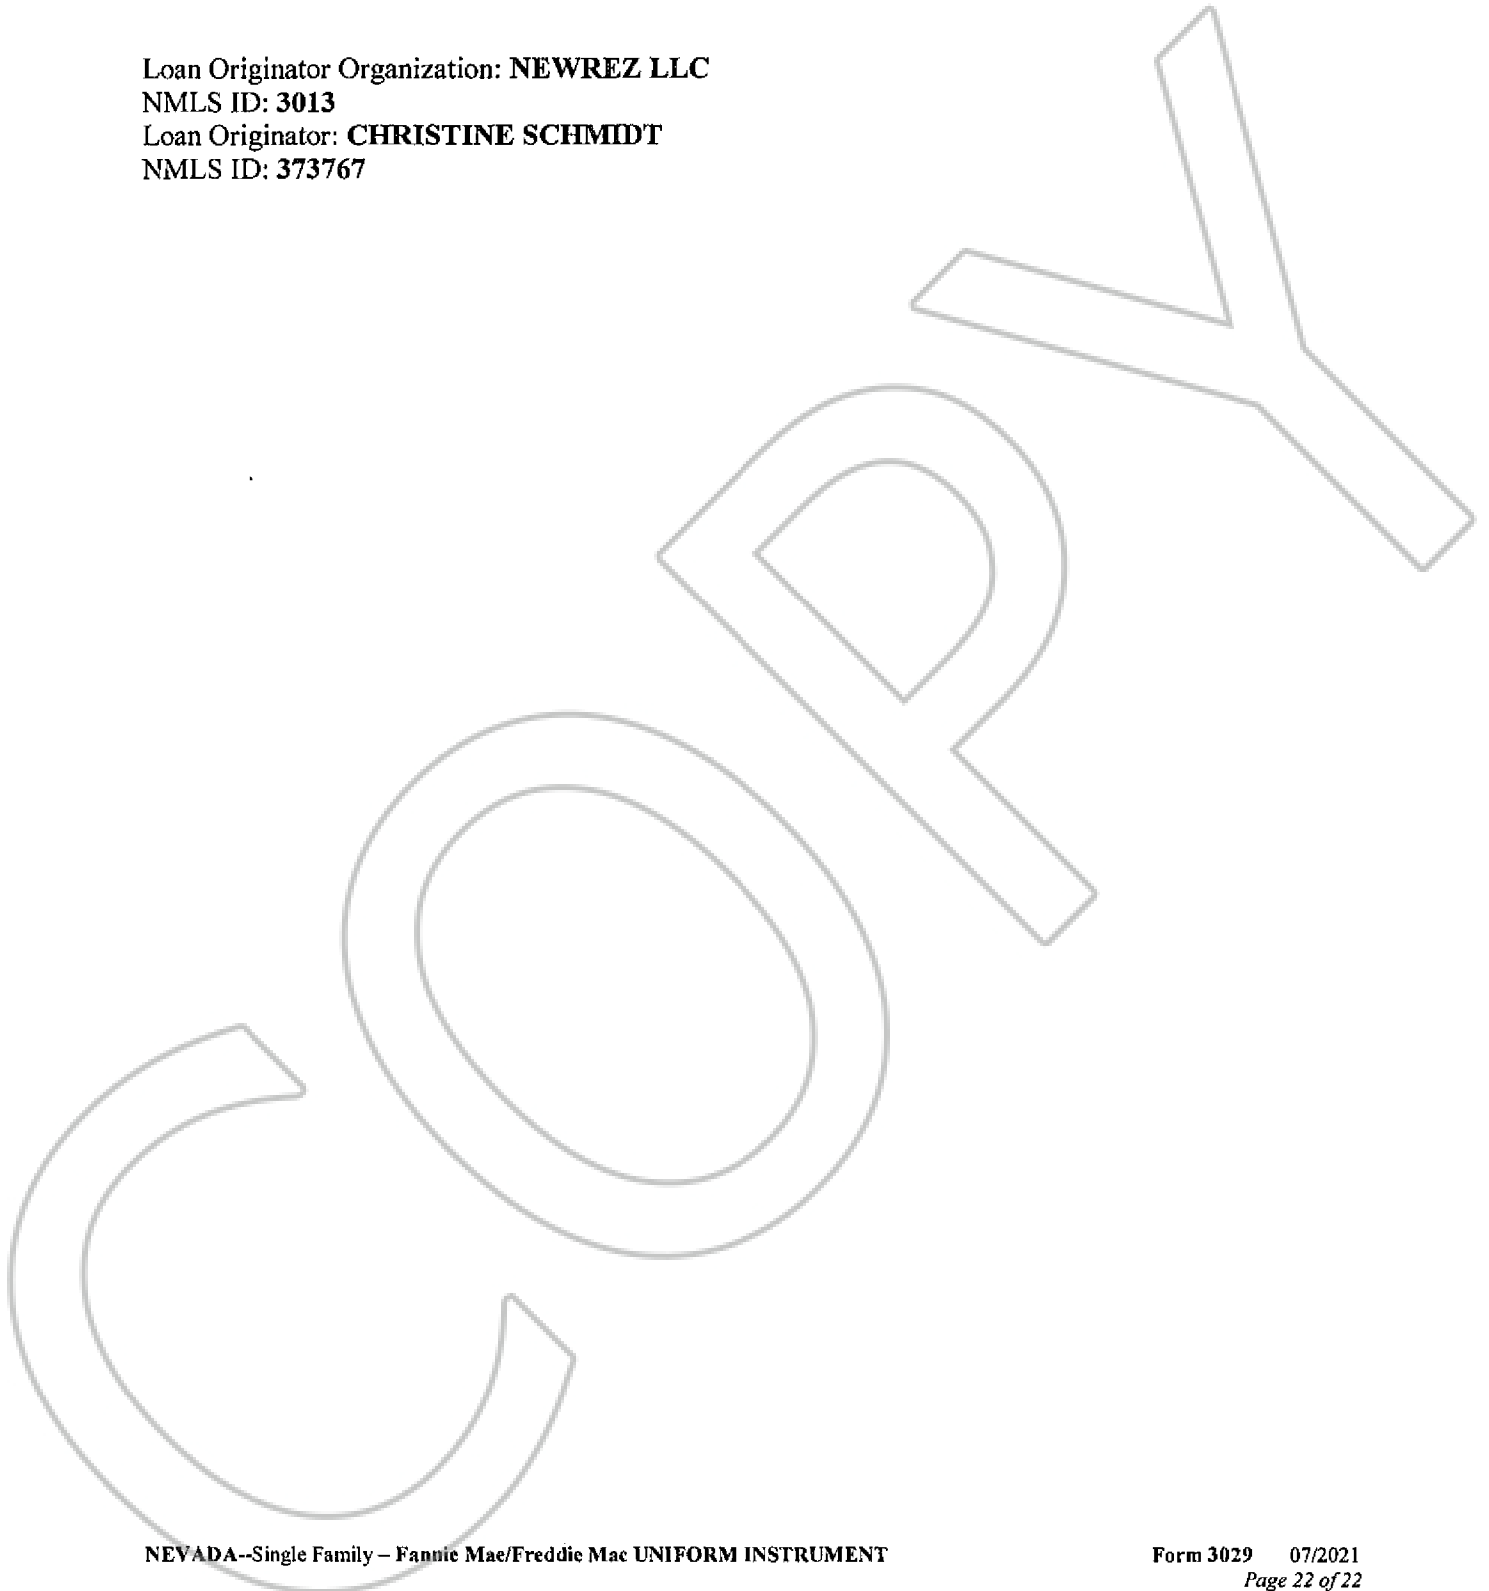 Loan Originator Organization: NEWREZ LLC
NMLS ID: 3013
Loan Originator: CHRISTINE SCHMIDT
NMLS ID: 373767
COPY
NEVADA--Single Family – Fannie Mae/Freddie Mac UNIFORM INSTRUMENT Form 3029 07/2021
Page 22 of 22